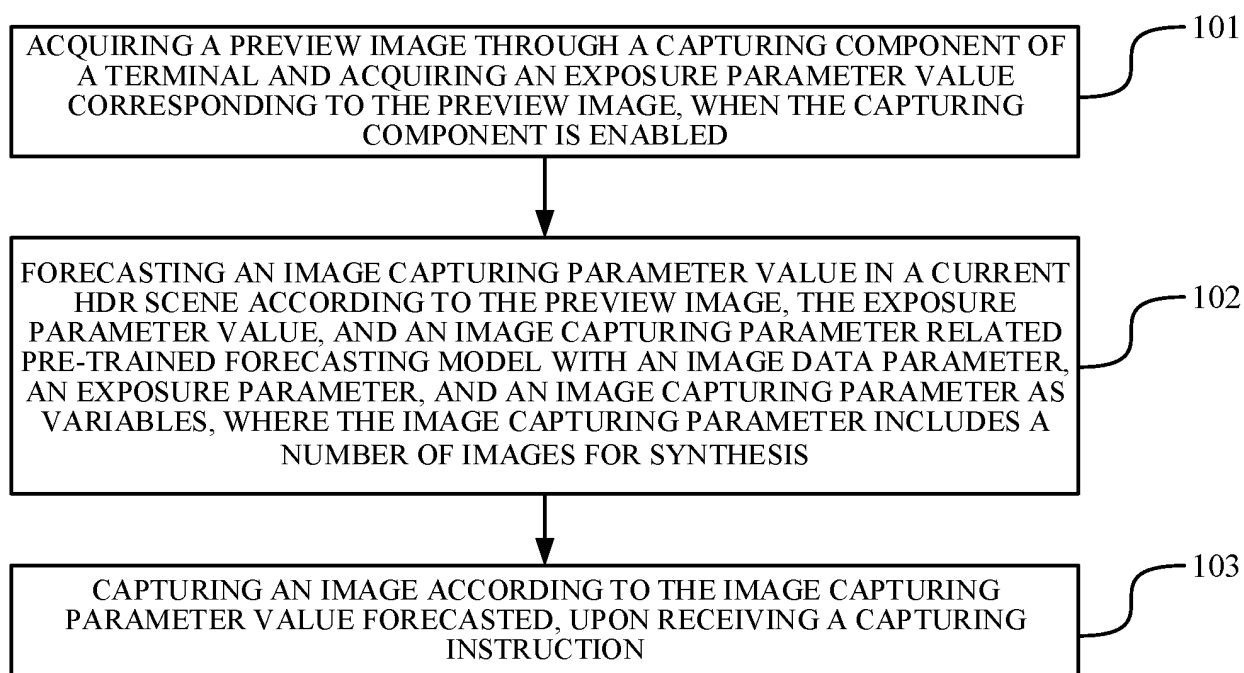 ACQUIRING A PREVIEW IMAGE THROUGH A CAPTURING COMPONENT OF
A TERMINAL AND ACQUIRING AN EXPOSURE PARAMETER VALUE
CORRESPONDING TO THE PREVIEW IMAGE, WHEN THE CAPTURING
COMPONENT IS ENABLED
101
FORECASTING AN IMAGE CAPTURING PARAMETER VALUE IN A CURRENT
HDR SCENE ACCORDING TO THE PREVIEW IMAGE, THE EXPOSURE
PARAMETER VALUE, AND AN IMAGE CAPTURING PARAMETER RELATED
PRE-TRAINED FORECASTING MODEL WITH AN IMAGE DATA PARAMETER,
AN EXPOSURE PARAMETER, AND AN IMAGE CAPTURING PARAMETER AS
VARIABLES, WHERE THE IMAGE CAPTURING PARAMETER INCLUDES A
NUMBER OF IMAGES FOR SYNTHESIS
102
CAPTURING AN IMAGE ACCORDING TO THE IMAGE CAPTURING
PARAMETER VALUE FORECASTED, UPON RECEIVING A CAPTURING
INSTRUCTION
103